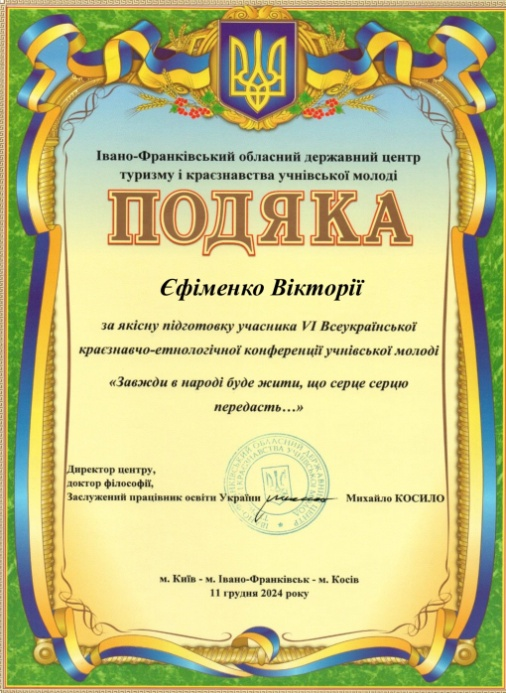 Івано-Франківський обласний державний центр
туризму і краєзнавства учнівської молоді
ПОДЯКА
Єфіменко Вікторії
за якісну підготовку учасника VI Всеукраїнської
краєзнавчо-етнологічної конференції учнівської молоді
«Завжди в народі буде жити, що серце серцю
передасть…»
Директор центру,
доктор філософії,
Заслужений працівник освіти України Михайло КОСИЛО
м. Київ - м. Івано-Франківськ - м. Косів
11 грудня 2024 року